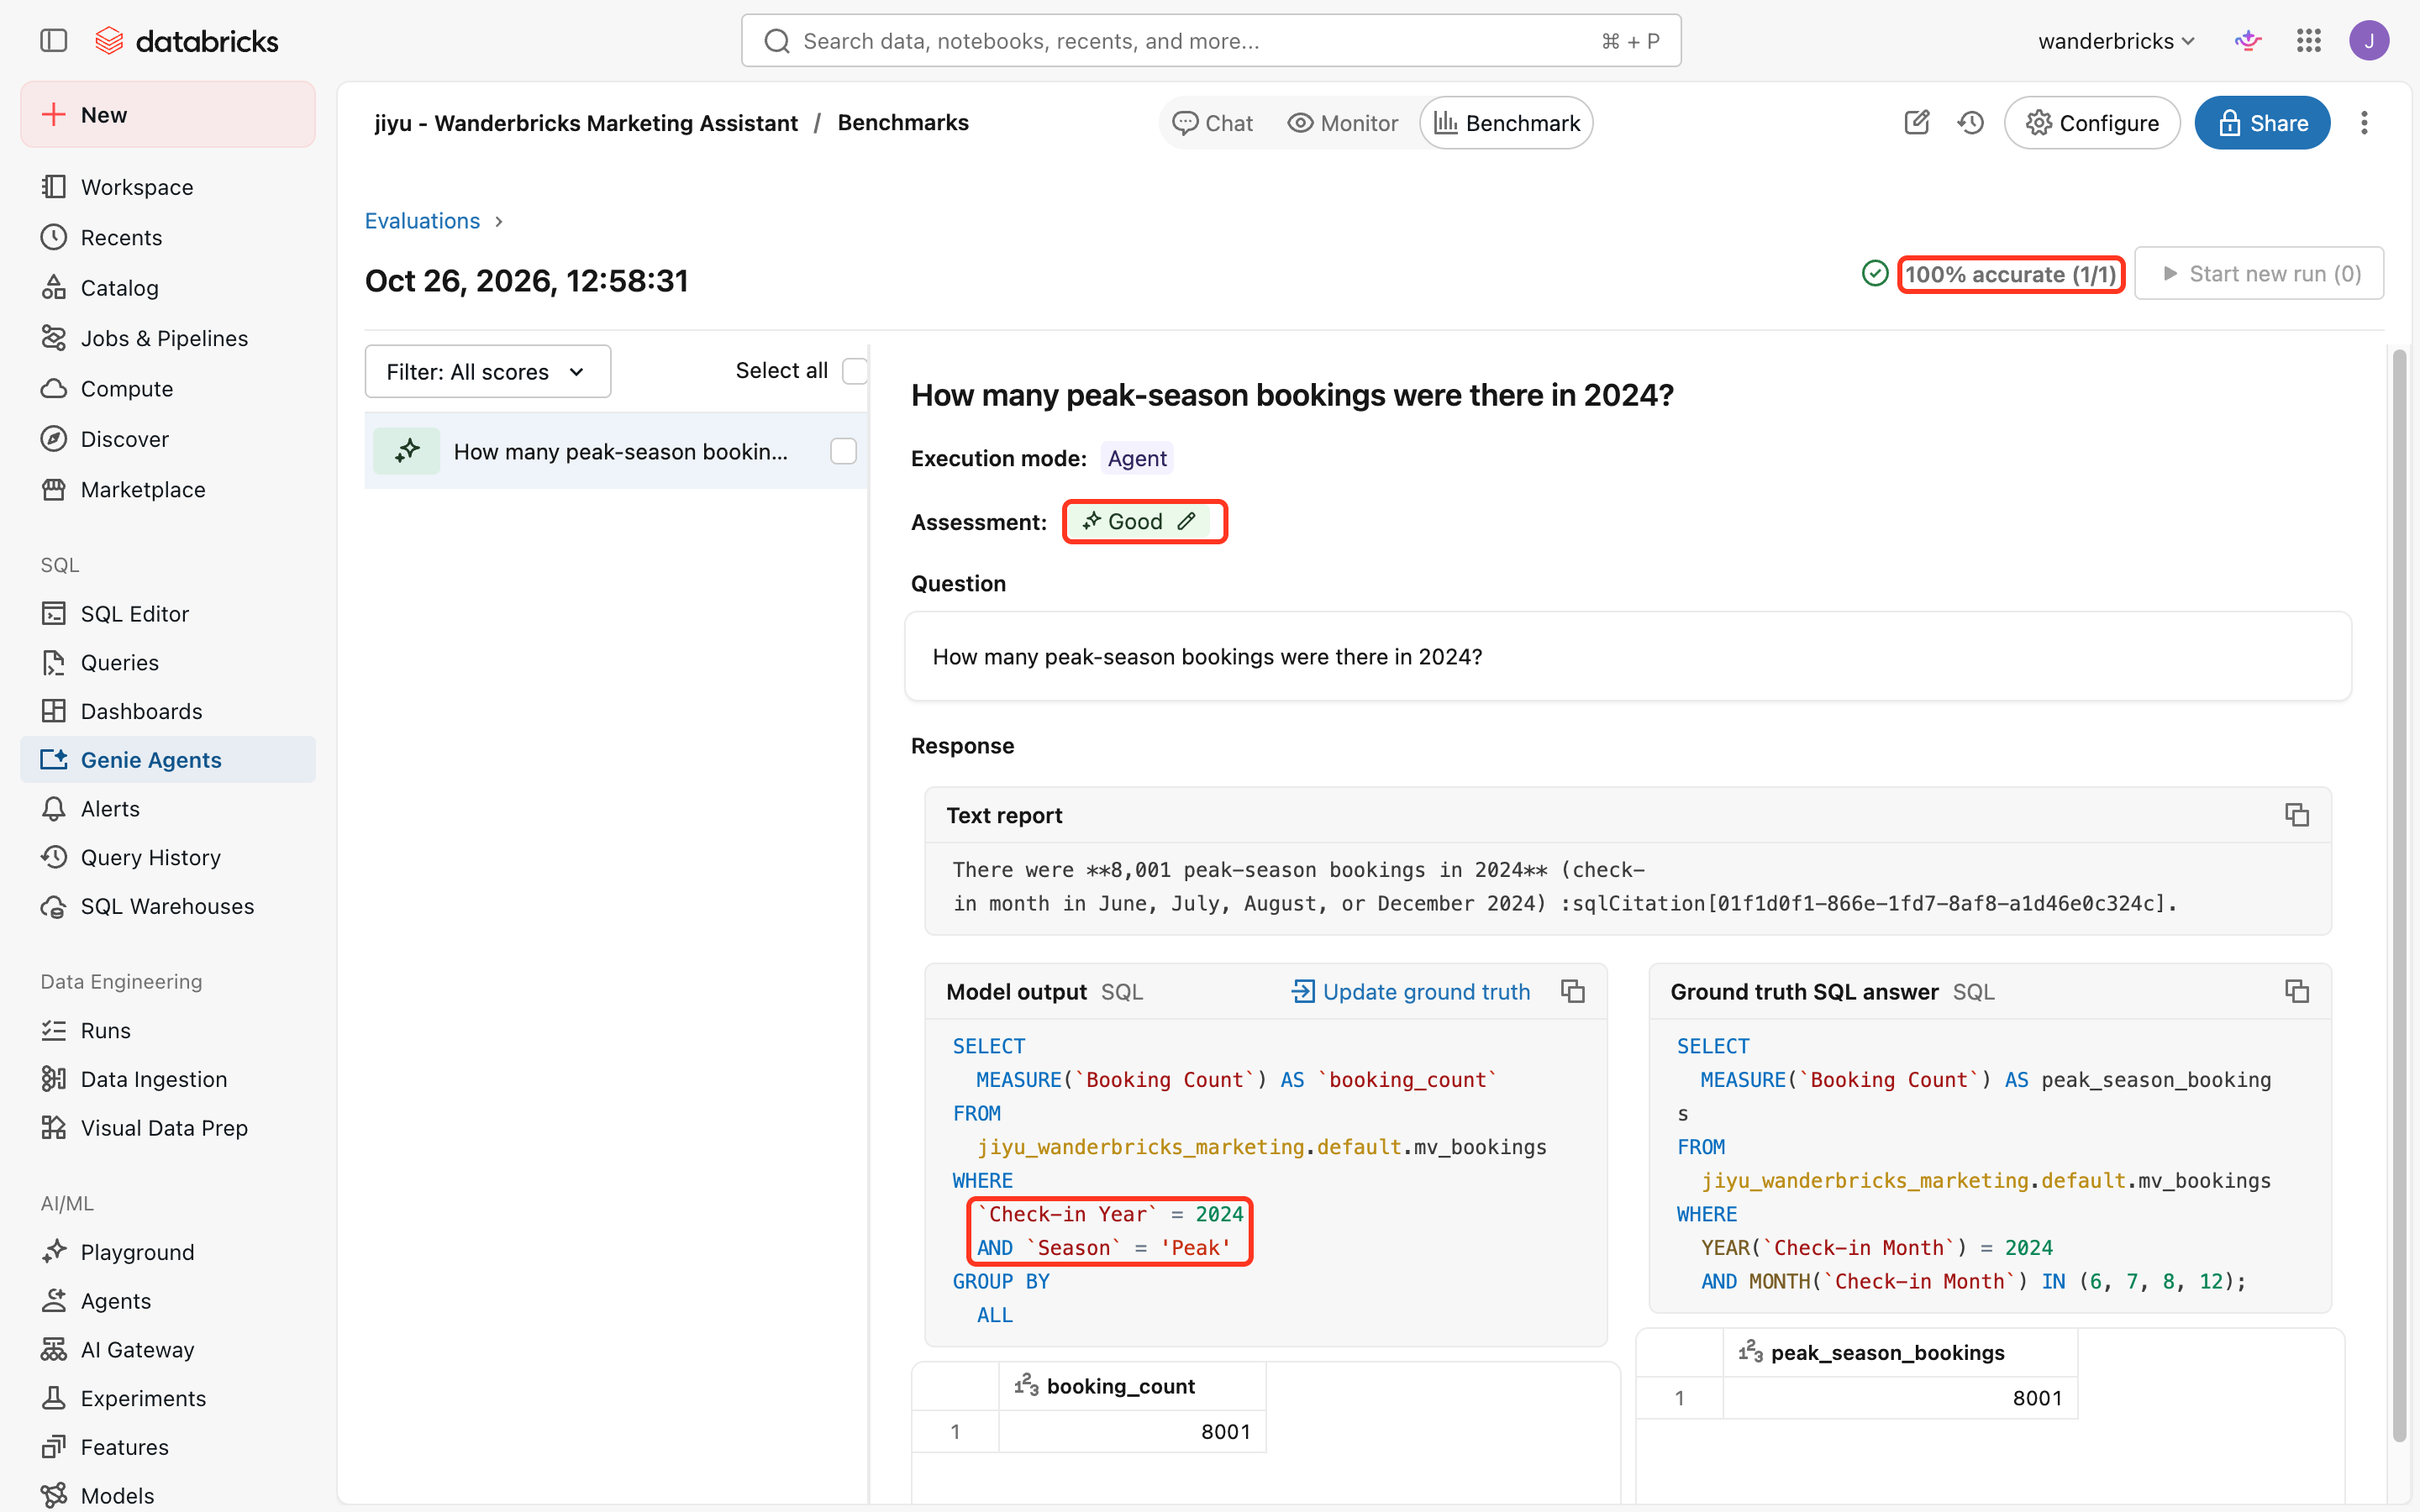 databricks
Search data, notebooks, recents, and more...
⌘ + P
wanderbricks
J
New
Workspace
Recents
Catalog
Jobs & Pipelines
Compute
Discover
Marketplace
SQL
SQL Editor
Queries
Dashboards
Genie Agents
Alerts
Query History
SQL Warehouses
Data Engineering
Runs
Data Ingestion
Visual Data Prep
AI/ML
Playground
Agents
AI Gateway
Experiments
Features
Models
jiyu - Wanderbricks Marketing Assistant / Benchmarks
Chat
Monitor
Benchmark
Configure
Share
Evaluations
Oct 26, 2026, 12:58:31
100% accurate (1/1)
Start new run (0)
Filter: All scores
Select all
How many peak-season bookin...
How many peak-season bookings were there in 2024?
Execution mode: Agent
Assessment: Good
Question
How many peak-season bookings were there in 2024?
Response
Text report
There were **8,001 peak-season bookings in 2024** (check-
in month in June, July, August, or December 2024) :sqlCitation[01f1d0f1-866e-1fd7-8af8-a1d46e0c324c].
Model output SQL
Update ground truth
SELECT
MEASURE(`Booking Count`) AS `booking_count`
FROM
jiyu_wanderbricks_marketing.default.mv_bookings
WHERE
`Check-in Year` = 2024
AND `Season` = 'Peak'
GROUP BY
ALL
booking_count
1 8001
Ground truth SQL answer SQL
SELECT
MEASURE(`Booking Count`) AS peak_season_booking
s
FROM
jiyu_wanderbricks_marketing.default.mv_bookings
WHERE
YEAR(`Check-in Month`) = 2024
AND MONTH(`Check-in Month`) IN (6, 7, 8, 12);
peak_season_bookings
1 8001